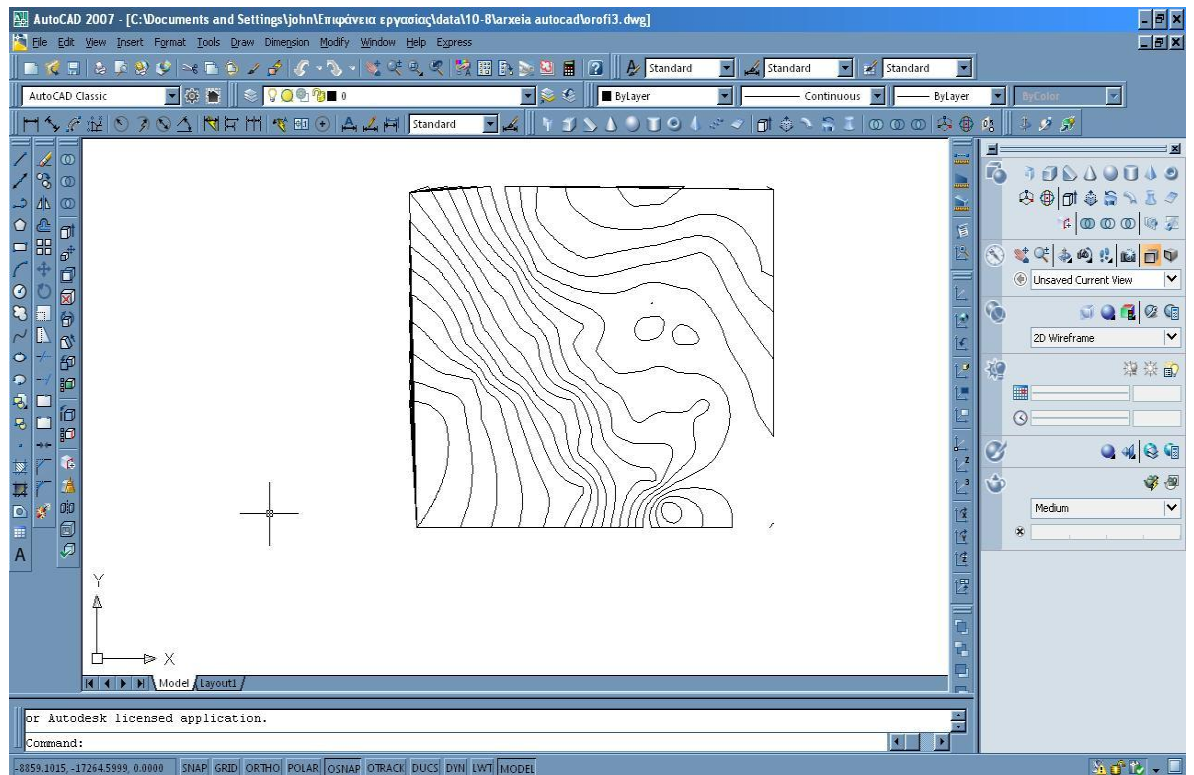 AutoCAD 2007 - [C:\Documents and Settings\john\Επιφάνεια εργασίας\data\10-8\arxeia autocad\orofi3.dwg]
File Edit View Insert Format Tools Draw Dimension Modify Window Help Express
Standard Standard Standard
AutoCAD Classic 0 ByLayer Continuous ByLayer ByColor
Standard
Unsaved Current View
2D Wireframe
Medium
A
Y
X
Model Layout1
or Autodesk licensed application.
Command:
-8859.1015, -17264.5999, 0.0000 SNAP GRID ORTHO POLAR OSNAP OTRACK DUCS DYN LWT MODEL